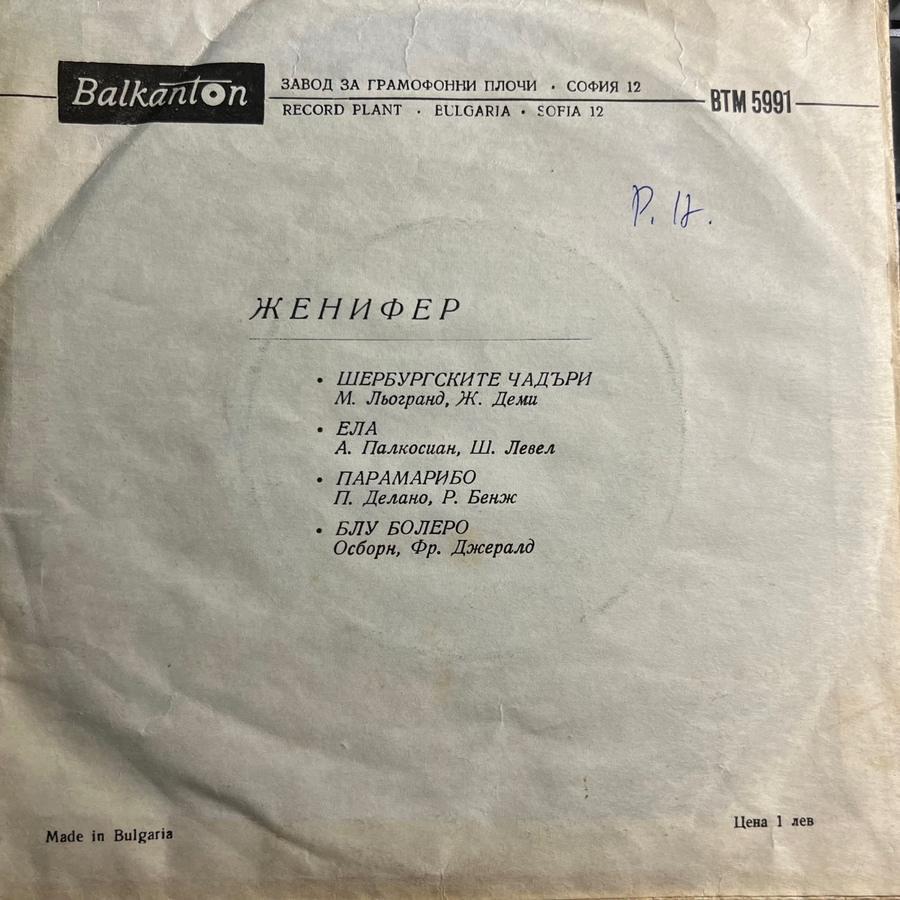 Balkanton
ЗАВОД ЗА ГРАМОФОННИ ПЛОЧИ · СОФИЯ 12
RECORD PLANT · BULGARIA · SOFIA 12
BTM 5991
ЖЕНИФЕР
• ШЕРБУРГСКИТЕ ЧАДЪРИ
М. Льогранд, Ж. Деми
• ЕЛА
А. Палкосиан, Ш. Левел
• ПАРАМАРИБО
П. Делано, Р. Бенж
• БЛУ БОЛЕРО
Осборн, Фр. Джералд
Made in Bulgaria
Цена 1 лев